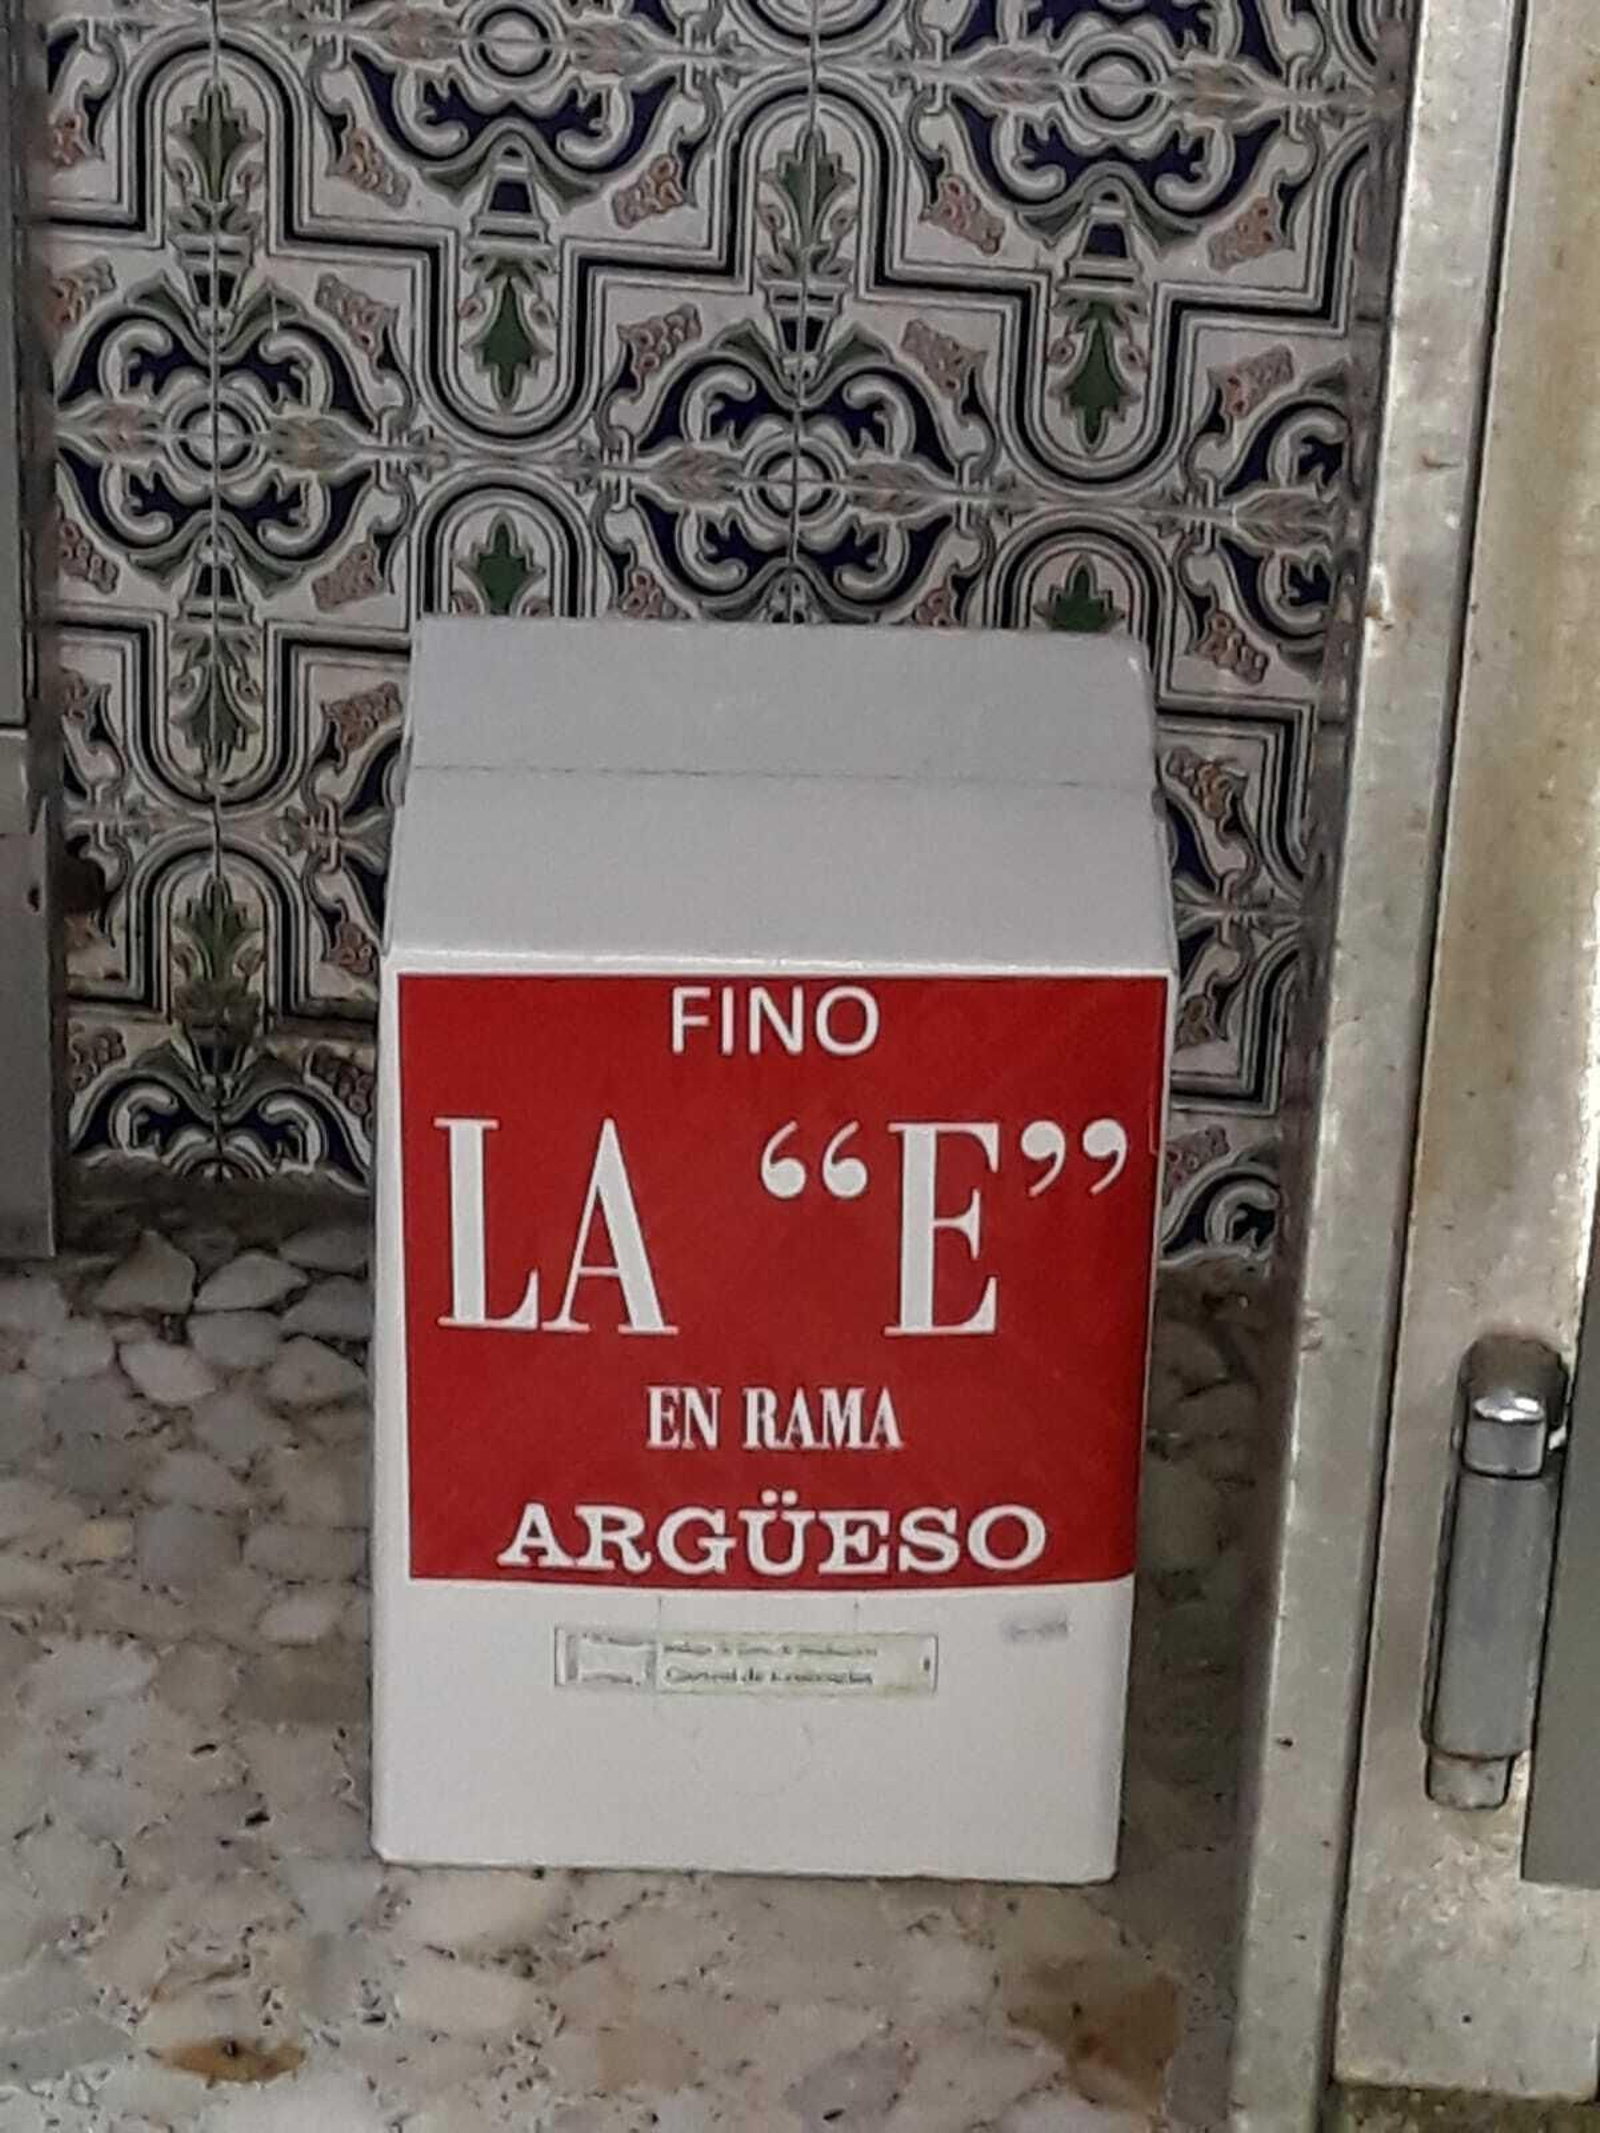 FINO
LA “E”
EN RAMA
ARGÜESO